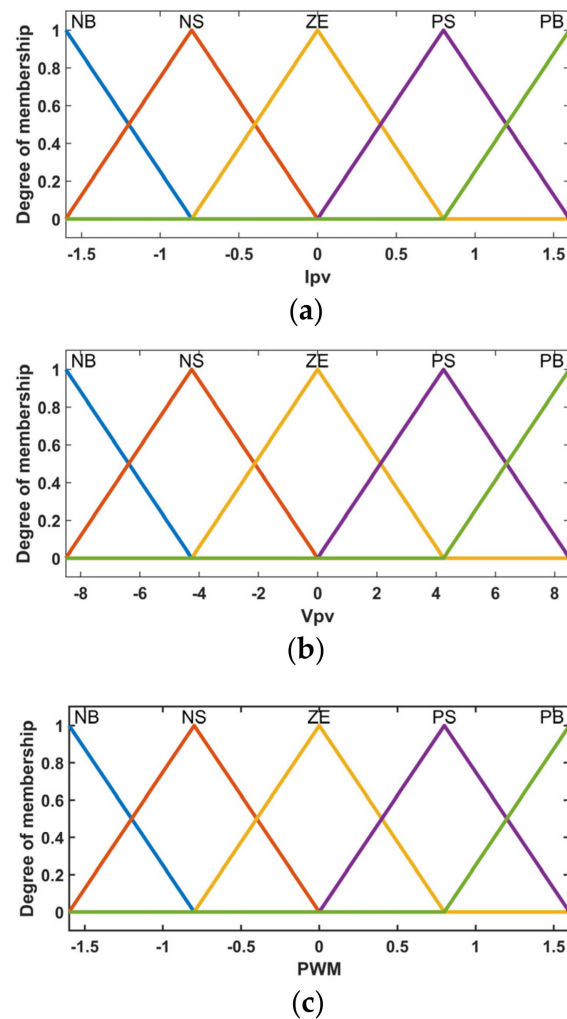 NB NS ZE PS PB
1
0.8
0.6
0.4
0.2
0
Degree of membership
-1.5 -1 -0.5 0 0.5 1 1.5
Ipv
(a)
NB NS ZE PS PB
1
0.8
0.6
0.4
0.2
0
Degree of membership
-8 -6 -4 -2 0 2 4 6 8
Vpv
(b)
NB NS ZE PS PB
1
0.8
0.6
0.4
0.2
0
Degree of membership
-1.5 -1 -0.5 0 0.5 1 1.5
PWM
(c)